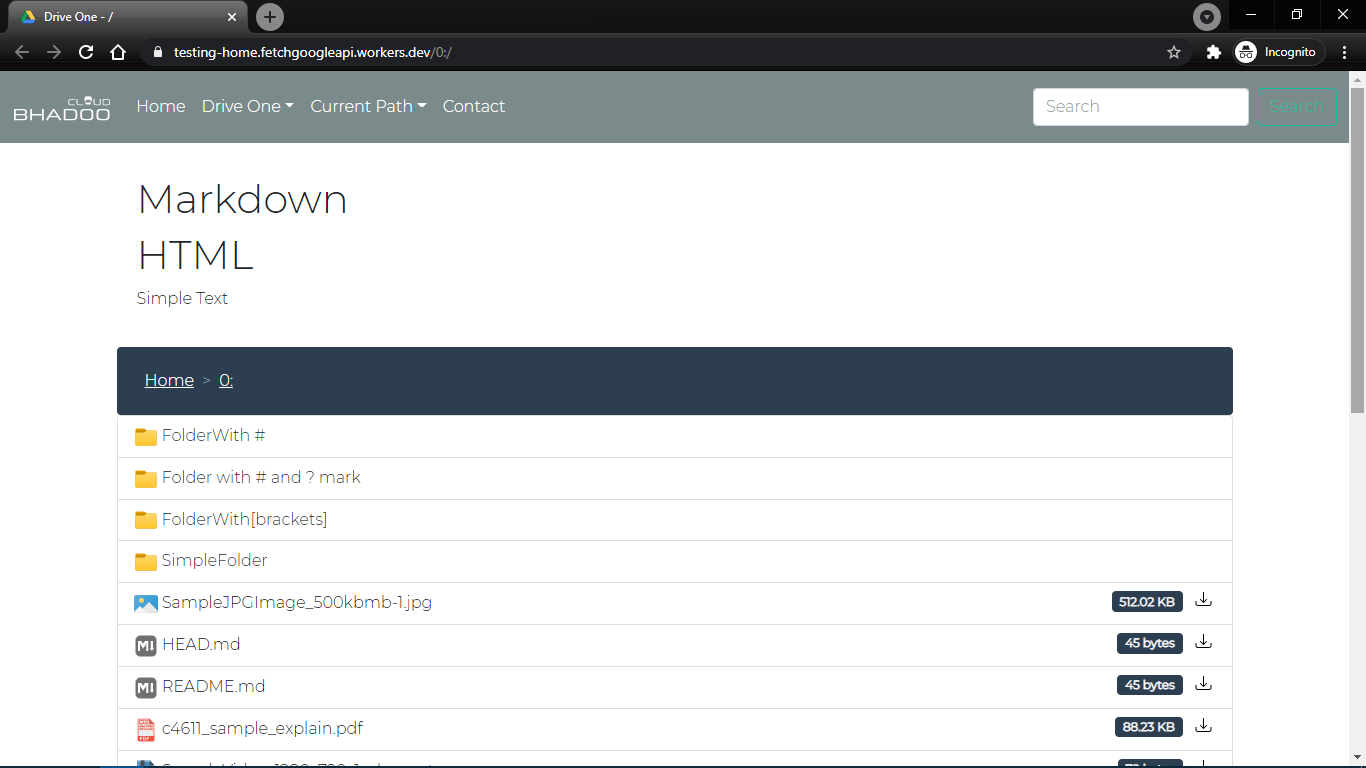 Drive One - /
testing-home.fetchgoogleapi.workers.dev/0:/
Incognito
CLOUD
BHADOO
Home
Drive One
Current Path
Contact
Search
Search
Markdown
HTML
Simple Text
Home > 0:
FolderWith #
Folder with # and ? mark
FolderWith[brackets]
SimpleFolder
SampleJPGImage_500kbmb-1.jpg 512.02 KB
HEAD.md 45 bytes
README.md 45 bytes
c4611_sample_explain.pdf 88.23 KB
PDF